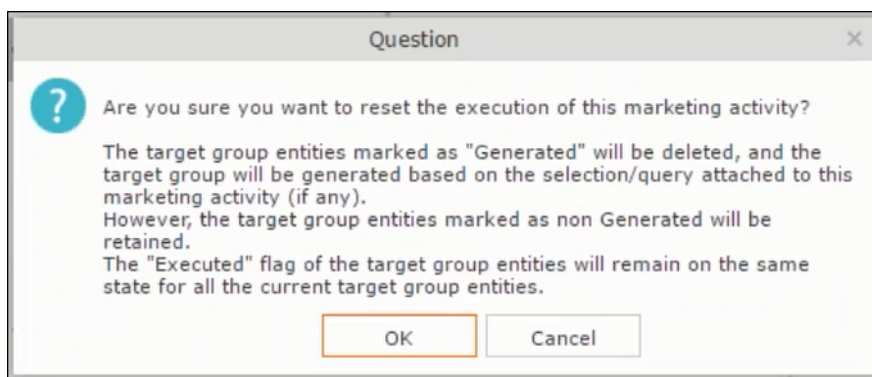 Question
×
?
Are you sure you want to reset the execution of this marketing activity?
The target group entities marked as "Generated" will be deleted, and the
target group will be generated based on the selection/query attached to this
marketing activity (if any).
However, the target group entities marked as non Generated will be
retained.
The "Executed" flag of the target group entities will remain on the same
state for all the current target group entities.
OK
Cancel